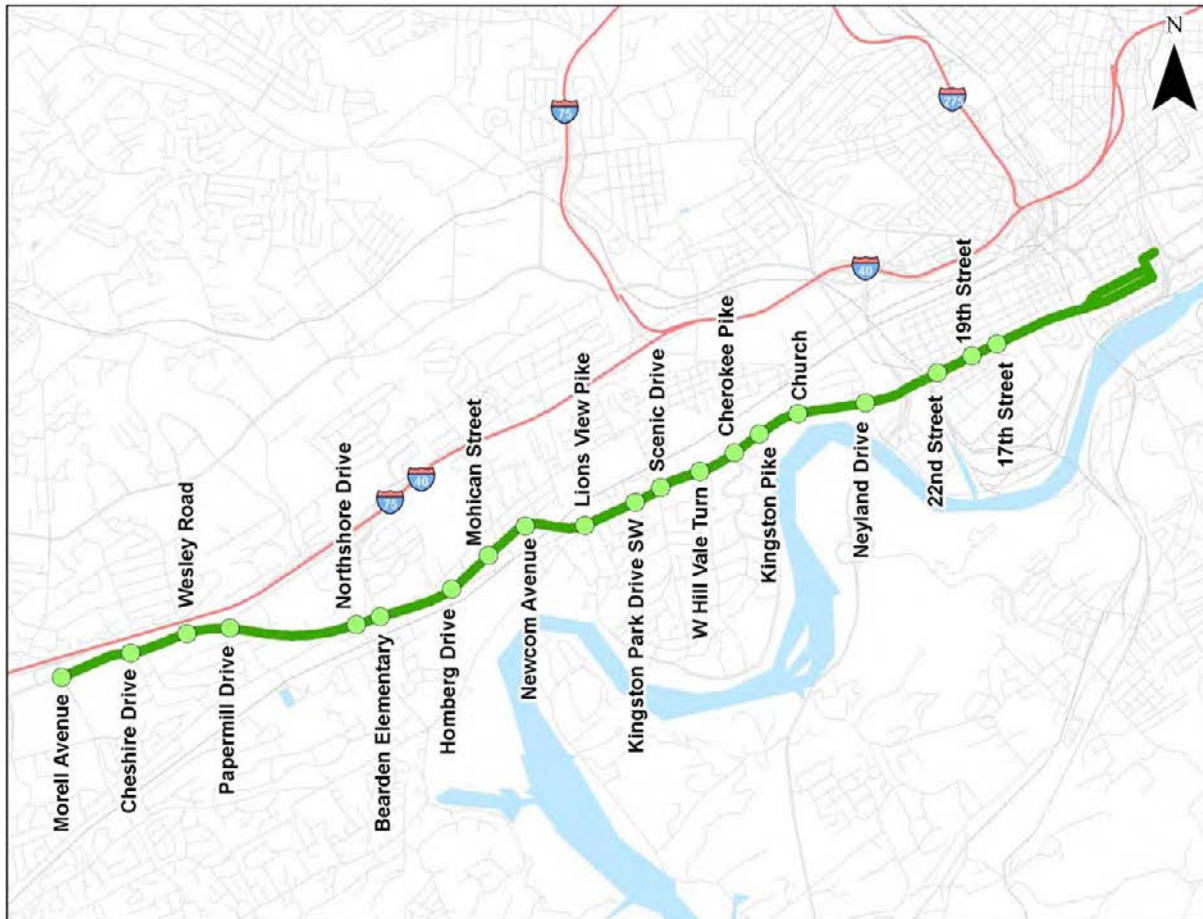 N
75
275
40
75
40
Morell Avenue
Cheshire Drive
Wesley Road
Papermill Drive
Northshore Drive
Bearden Elementary
Homberg Drive
Mohican Street
Newcom Avenue
Lions View Pike
Kingston Park Drive SW
Scenic Drive
W Hill Vale Turn
Cherokee Pike
Kingston Pike
Church
Neyland Drive
22nd Street
19th Street
17th Street